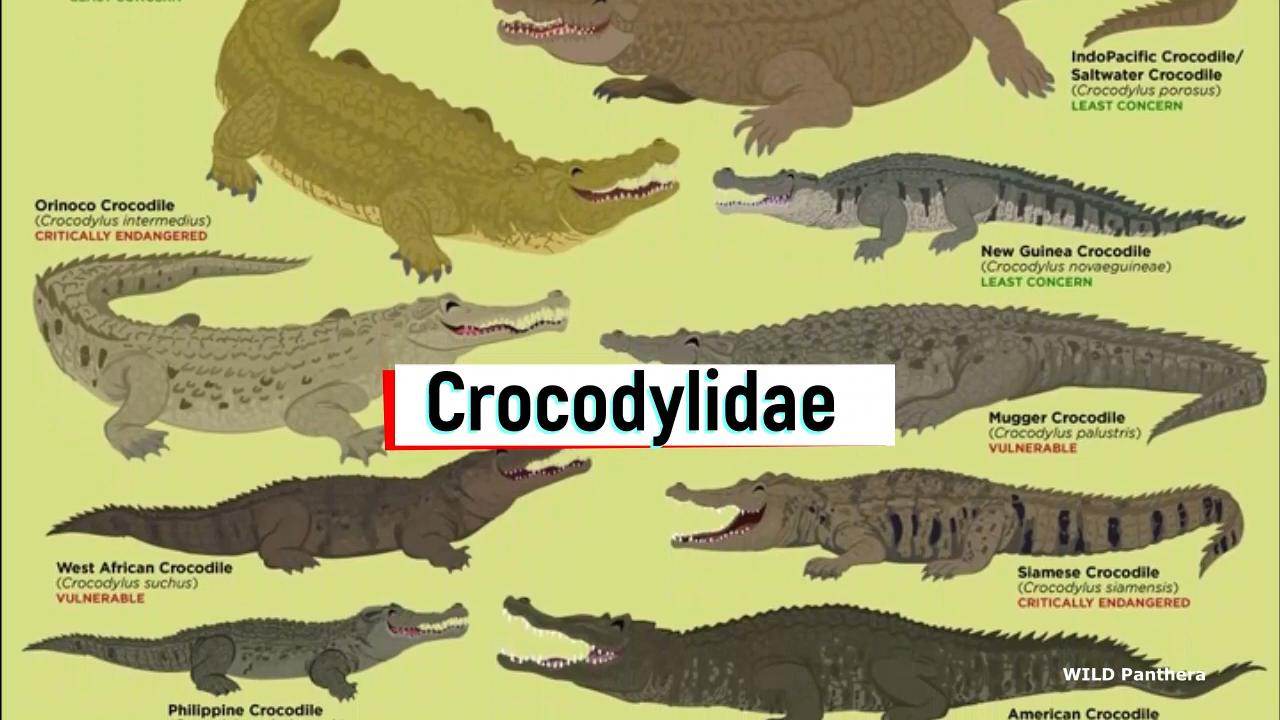 LEAST CONCERN
IndoPacific Crocodile/
Saltwater Crocodile
(Crocodylus porosus)
LEAST CONCERN
Orinoco Crocodile
(Crocodylus intermedius)
CRITICALLY ENDANGERED
New Guinea Crocodile
(Crocodylus novaeguineae)
LEAST CONCERN
Crocodylidae
Mugger Crocodile
(Crocodylus palustris)
VULNERABLE
West African Crocodile
(Crocodylus suchus)
VULNERABLE
Siamese Crocodile
(Crocodylus siamensis)
CRITICALLY ENDANGERED
WILD Panthera
Philippine Crocodile
American Crocodile